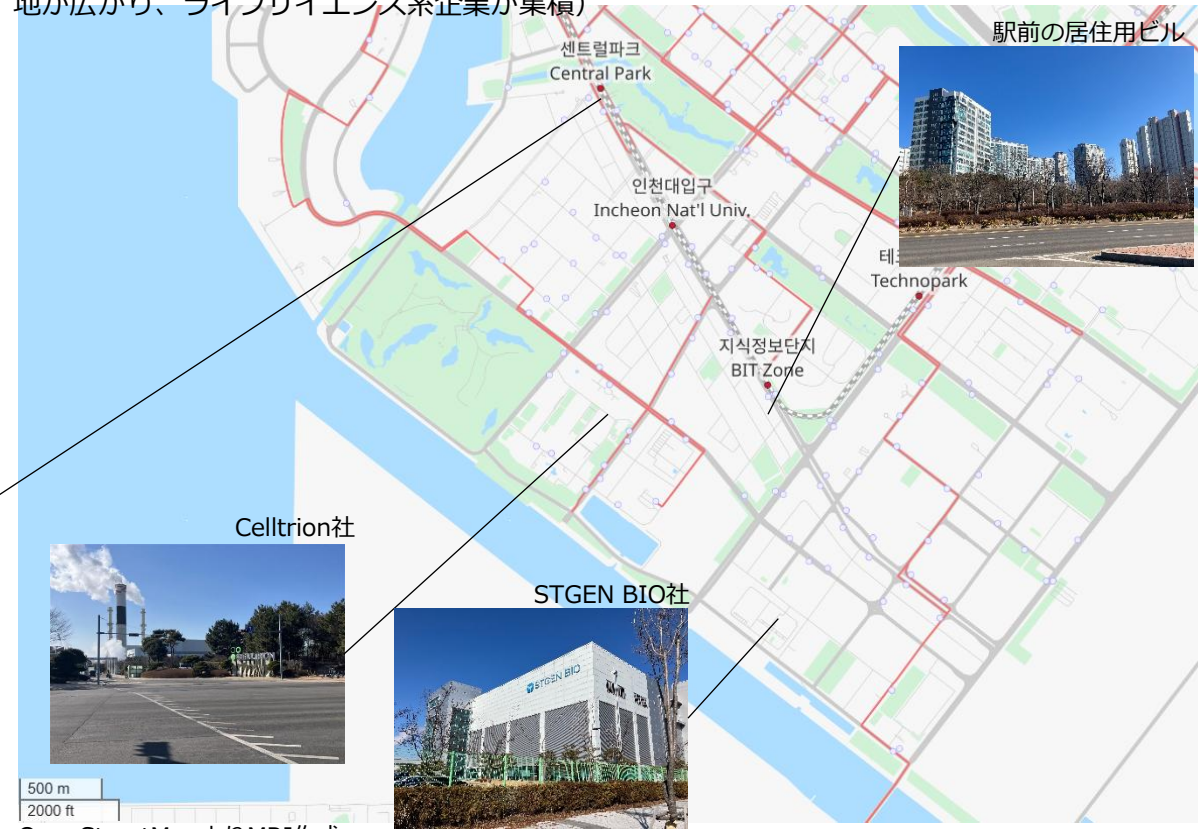 地が広がり、ライフサイエンス系企業が集積）
駅前の居住用ビル
센트럴파크
Central Park
인천대입구
Incheon Nat'l Univ.
테크
Technopark
지식정보단지
BIT Zone
Celltrion社
STGEN BIO社
STGEN BIO
500 m
2000 ft